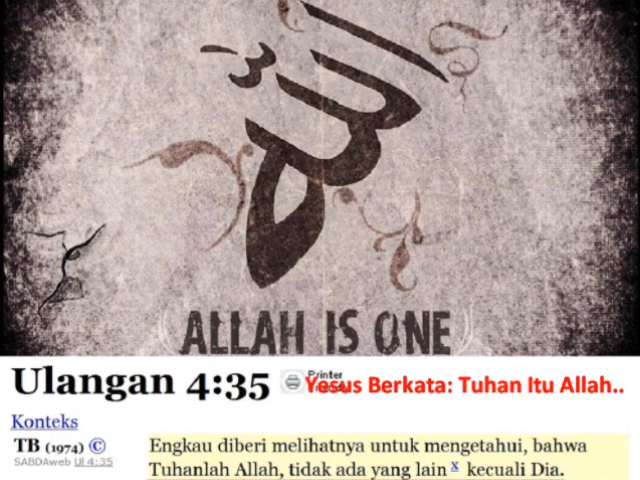 الله
ALLAH IS ONE
Ulangan 4:35 Printer Yesus Berkata: Tuhan Itu Allah..
Konteks
TB (1974) © Engkau diberi melihatnya untuk mengetahui, bahwa
SABDAweb Ul 4:35 Tuhanlah Allah, tidak ada yang lain x kecuali Dia.